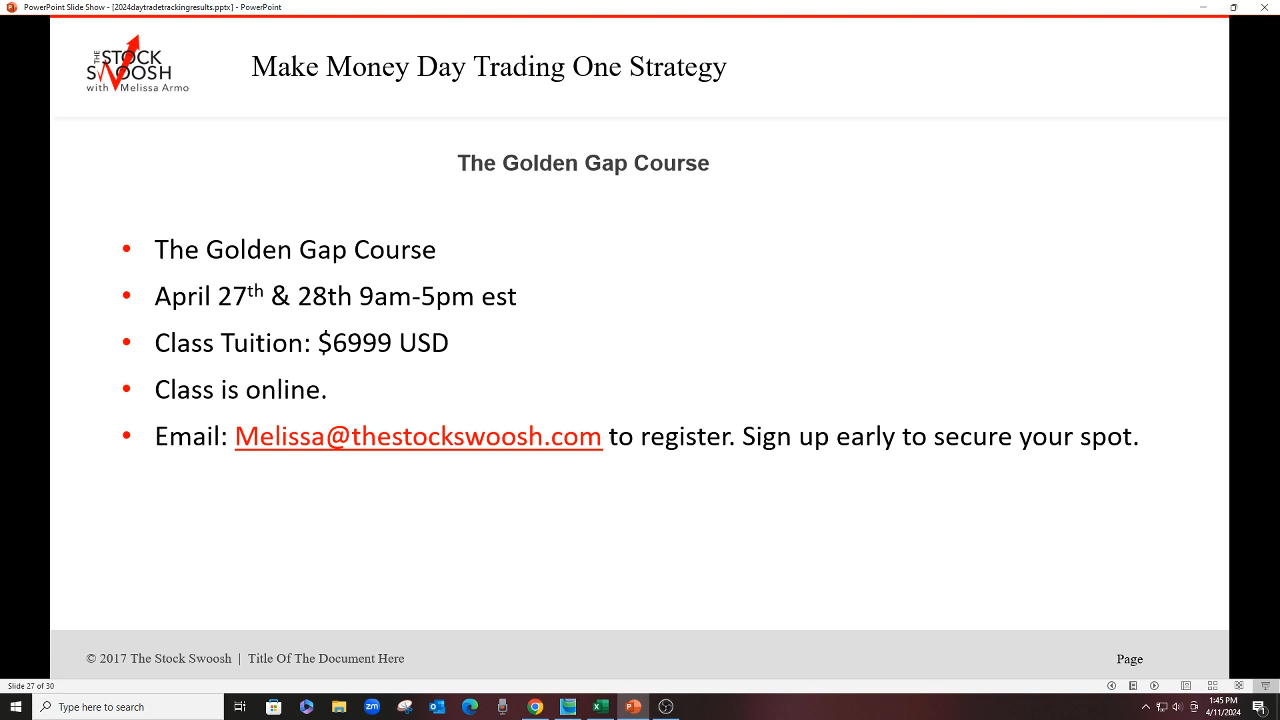 PowerPoint Slide Show - [2024daytradetrackingresults.pptx] - PowerPoint
THE STOCK
SWOOSH
with Melissa Armo
Make Money Day Trading One Strategy
The Golden Gap Course
• The Golden Gap Course
• April 27th & 28th 9am-5pm est
• Class Tuition: $6999 USD
• Class is online.
• Email: Melissa@thestockswoosh.com to register. Sign up early to secure your spot.
© 2017 The Stock Swoosh | Title Of The Document Here
Page
Slide 27 of 30
Type here to search
zm
1:45 PM
4/11/2024